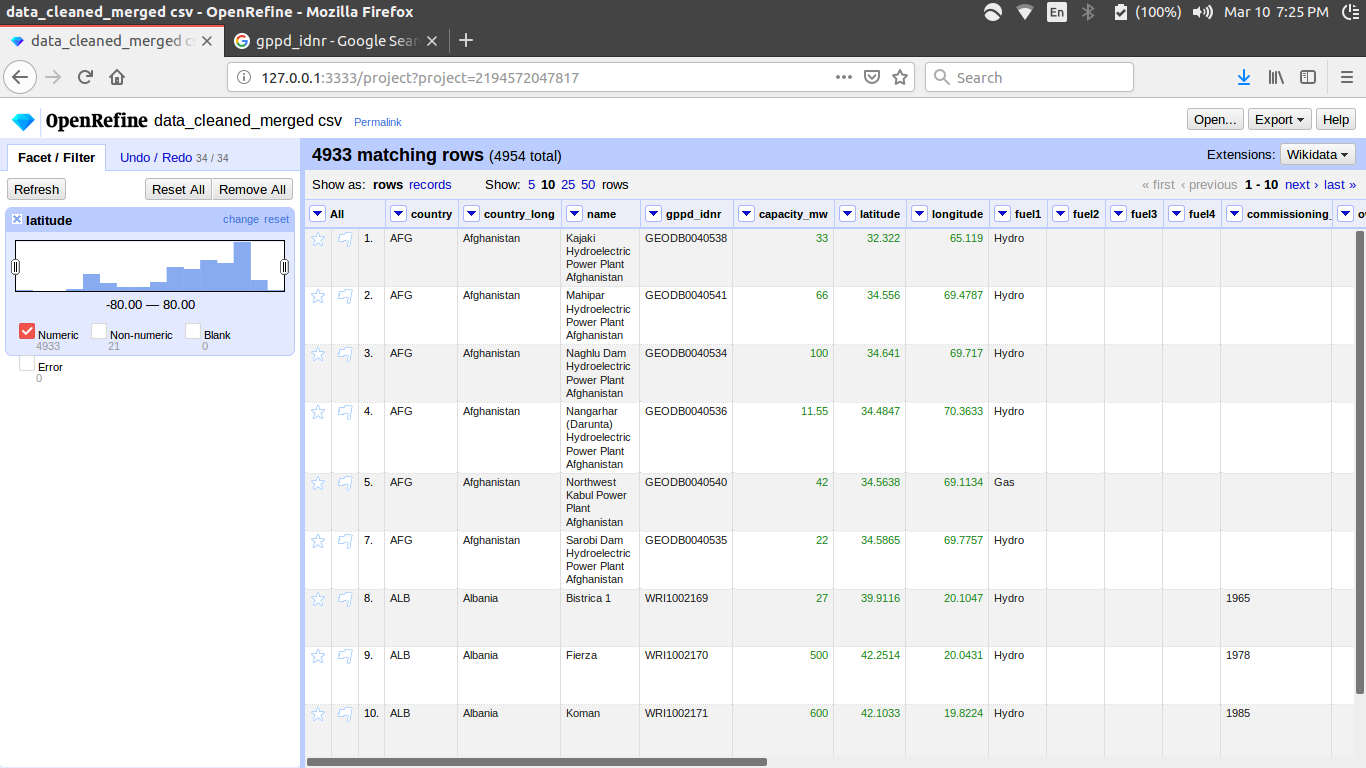 data_cleaned_merged csv - OpenRefine - Mozilla Firefox
En (100%) Mar 10 7:25 PM
data_cleaned_merged cs
gppd_idnr - Google Sear
127.0.0.1:3333/project?project=2194572047817
Search
OpenRefine data_cleaned_merged csv Permalink
Open... Export Help
Facet / Filter Undo / Redo 34 / 34
4933 matching rows (4954 total)
Extensions: Wikidata
Refresh Reset All Remove All
Show as: rows records Show: 5 10 25 50 rows
« first ‹ previous 1 - 10 next › last »
latitude change reset
-80.00 — 80.00
Numeric Non-numeric Blank
4933 21 0
Error
0
All country country_long name gppd_idnr capacity_mw latitude longitude fuel1 fuel2 fuel3 fuel4 commissioning_ ow
1. AFG Afghanistan Kajaki GEODB0040538 33 32.322 65.119 Hydro
Hydroelectric
Power Plant
Afghanistan
2. AFG Afghanistan Mahipar GEODB0040541 66 34.556 69.4787 Hydro
Hydroelectric
Power Plant
Afghanistan
3. AFG Afghanistan Naghlu Dam GEODB0040534 100 34.641 69.717 Hydro
Hydroelectric
Power Plant
Afghanistan
4. AFG Afghanistan Nangarhar GEODB0040536 11.55 34.4847 70.3633 Hydro
(Darunta)
Hydroelectric
Power Plant
Afghanistan
5. AFG Afghanistan Northwest GEODB0040540 42 34.5638 69.1134 Gas
Kabul Power
Plant
Afghanistan
7. AFG Afghanistan Sarobi Dam GEODB0040535 22 34.5865 69.7757 Hydro
Hydroelectric
Power Plant
Afghanistan
8. ALB Albania Bistrica 1 WRI1002169 27 39.9116 20.1047 Hydro 1965
9. ALB Albania Fierza WRI1002170 500 42.2514 20.0431 Hydro 1978
10. ALB Albania Koman WRI1002171 600 42.1033 19.8224 Hydro 1985